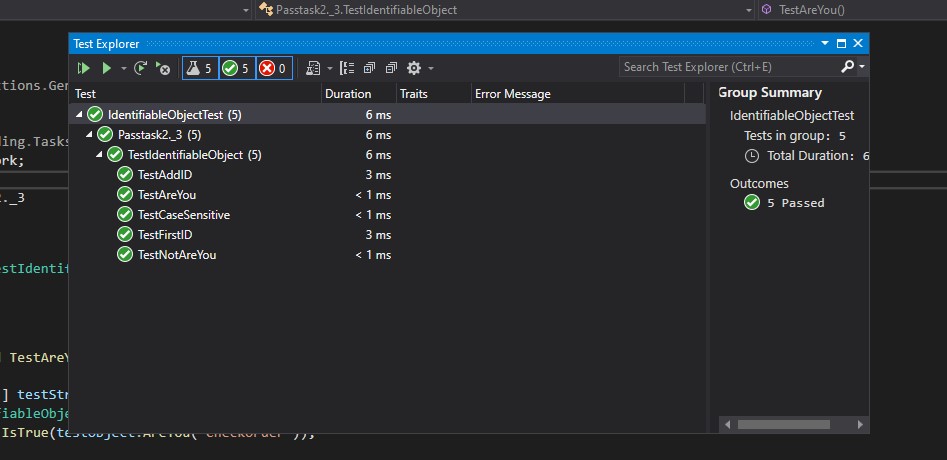 Passtask2._3.TestIdentifiableObject
TestAreYou()
Test Explorer
5 5 0
Search Test Explorer (Ctrl+E)
Test Duration Traits Error Message
IdentifiableObjectTest (5) 6 ms
Passtask2._3 (5) 6 ms
TestIdentifiableObject (5) 6 ms
TestAddID 3 ms
TestAreYou < 1 ms
TestCaseSensitive < 1 ms
TestFirstID 3 ms
TestNotAreYou < 1 ms
Group Summary
IdentifiableObjectTest
Tests in group: 5
Total Duration: 6
Outcomes
5 Passed
ctions.Gen
ding.Tasks
ork;
2._3
estIdentif
TestAreY
] testStr
fiableObje
IsTrue(testObject.AreYou("CheckOrder"));